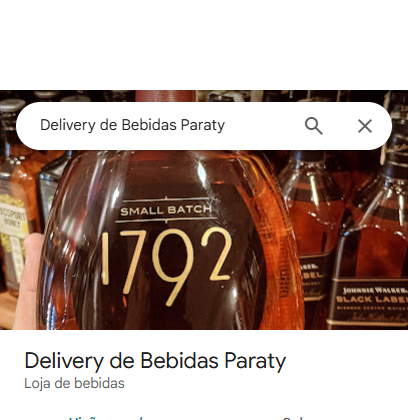 Delivery de Bebidas Paraty
SMALL BATCH
1792
JOHNNIE WALKER.
BLACK LABEL
Delivery de Bebidas Paraty
Loja de bebidas